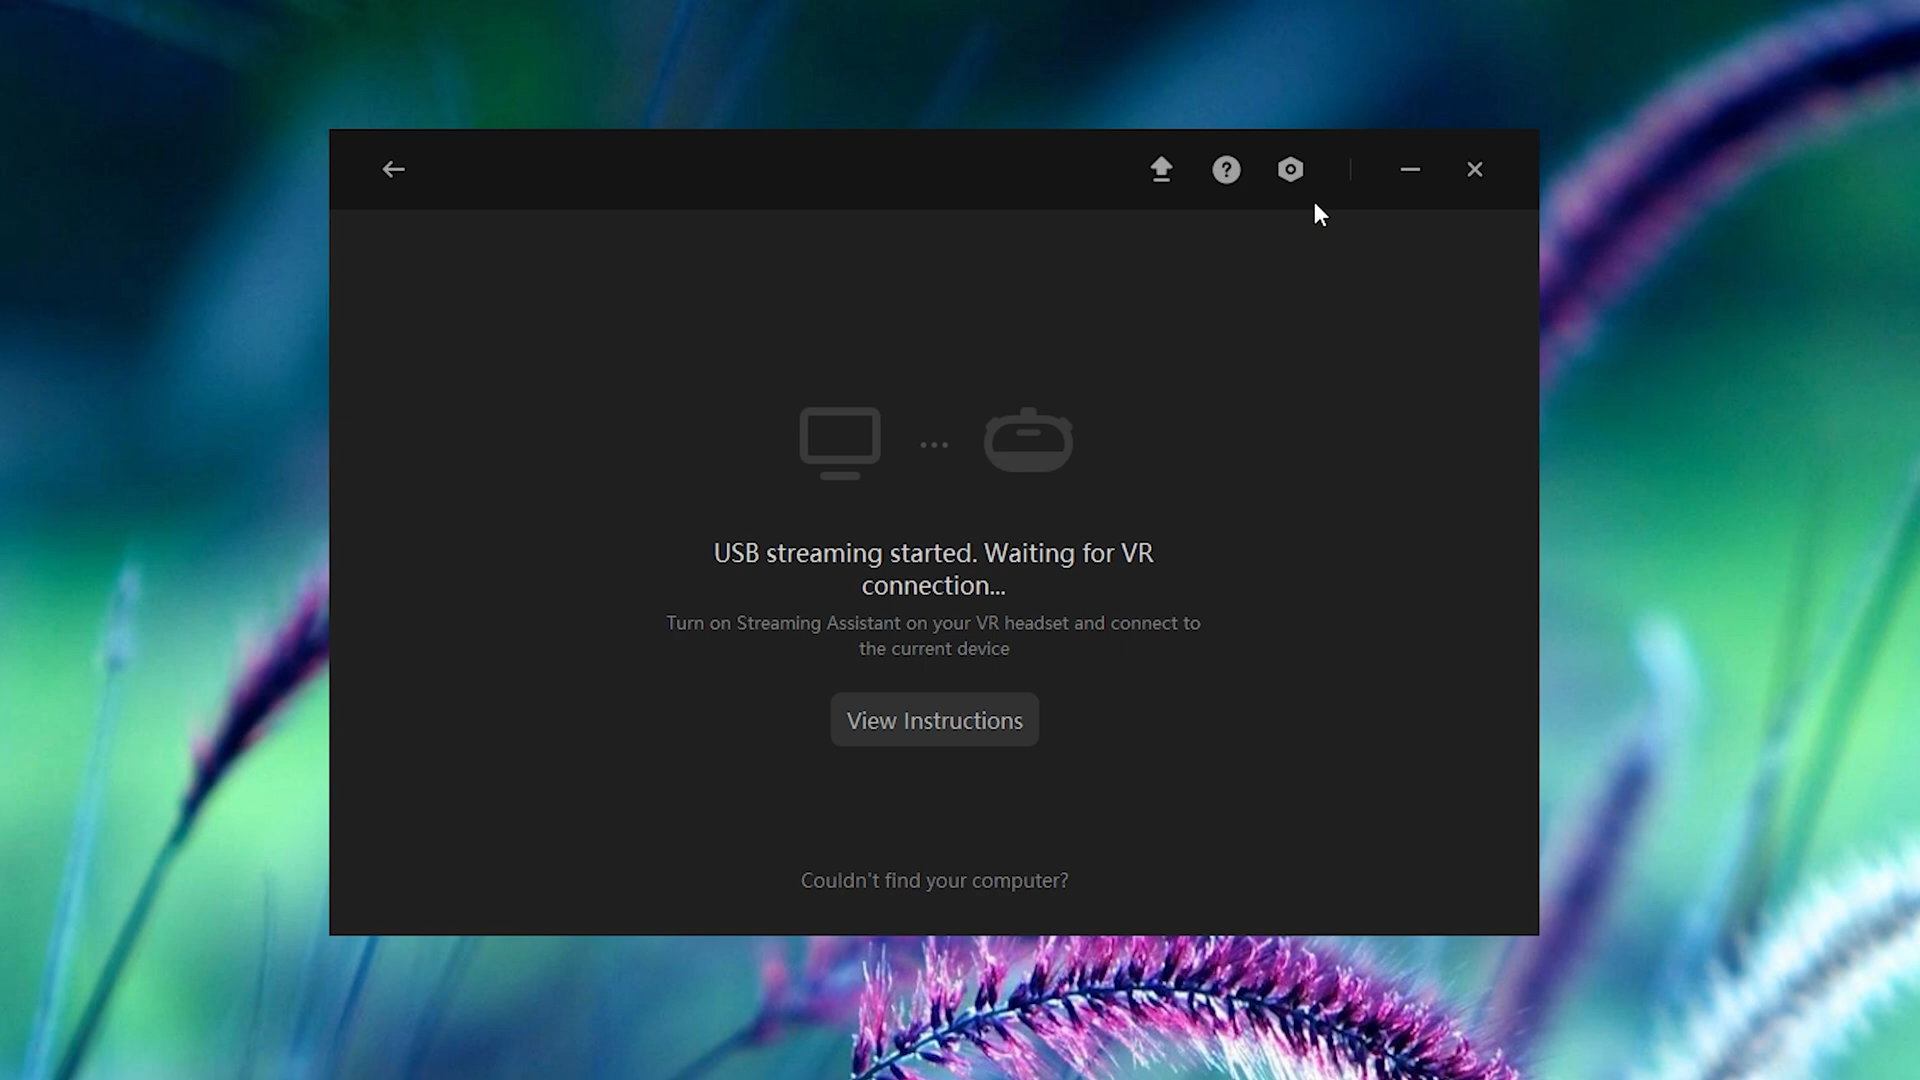 USB streaming started. Waiting for VR
connection...
Turn on Streaming Assistant on your VR headset and connect to
the current device
View Instructions
Couldn't find your computer?